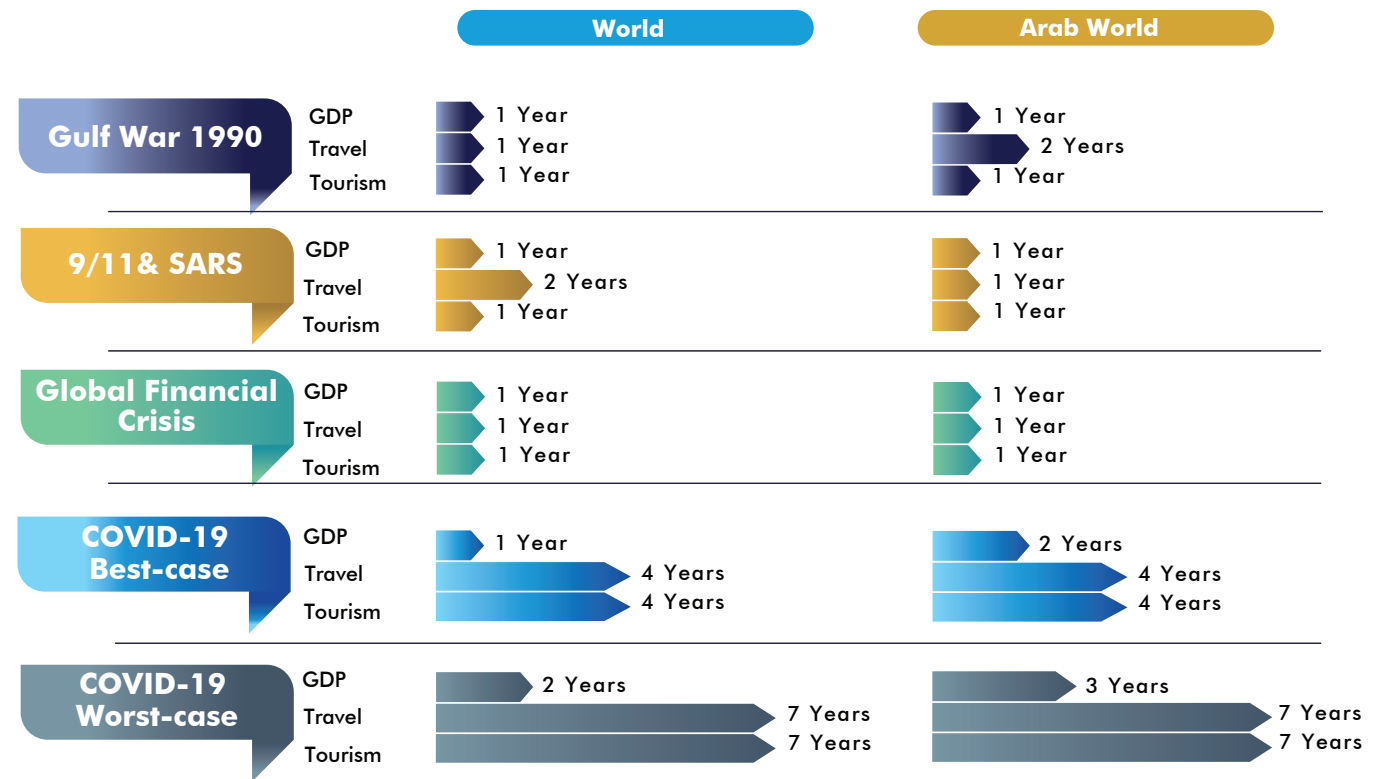 World
Arab World
Gulf War 1990
GDP
1 Year
1 Year
Travel
1 Year
2 Years
Tourism
1 Year
1 Year
9/11& SARS
GDP
1 Year
1 Year
Travel
2 Years
1 Year
Tourism
1 Year
1 Year
Global Financial
Crisis
GDP
1 Year
1 Year
Travel
1 Year
1 Year
Tourism
1 Year
1 Year
COVID-19
Best-case
GDP
1 Year
2 Years
Travel
4 Years
4 Years
Tourism
4 Years
4 Years
COVID-19
Worst-case
GDP
2 Years
3 Years
Travel
7 Years
7 Years
Tourism
7 Years
7 Years